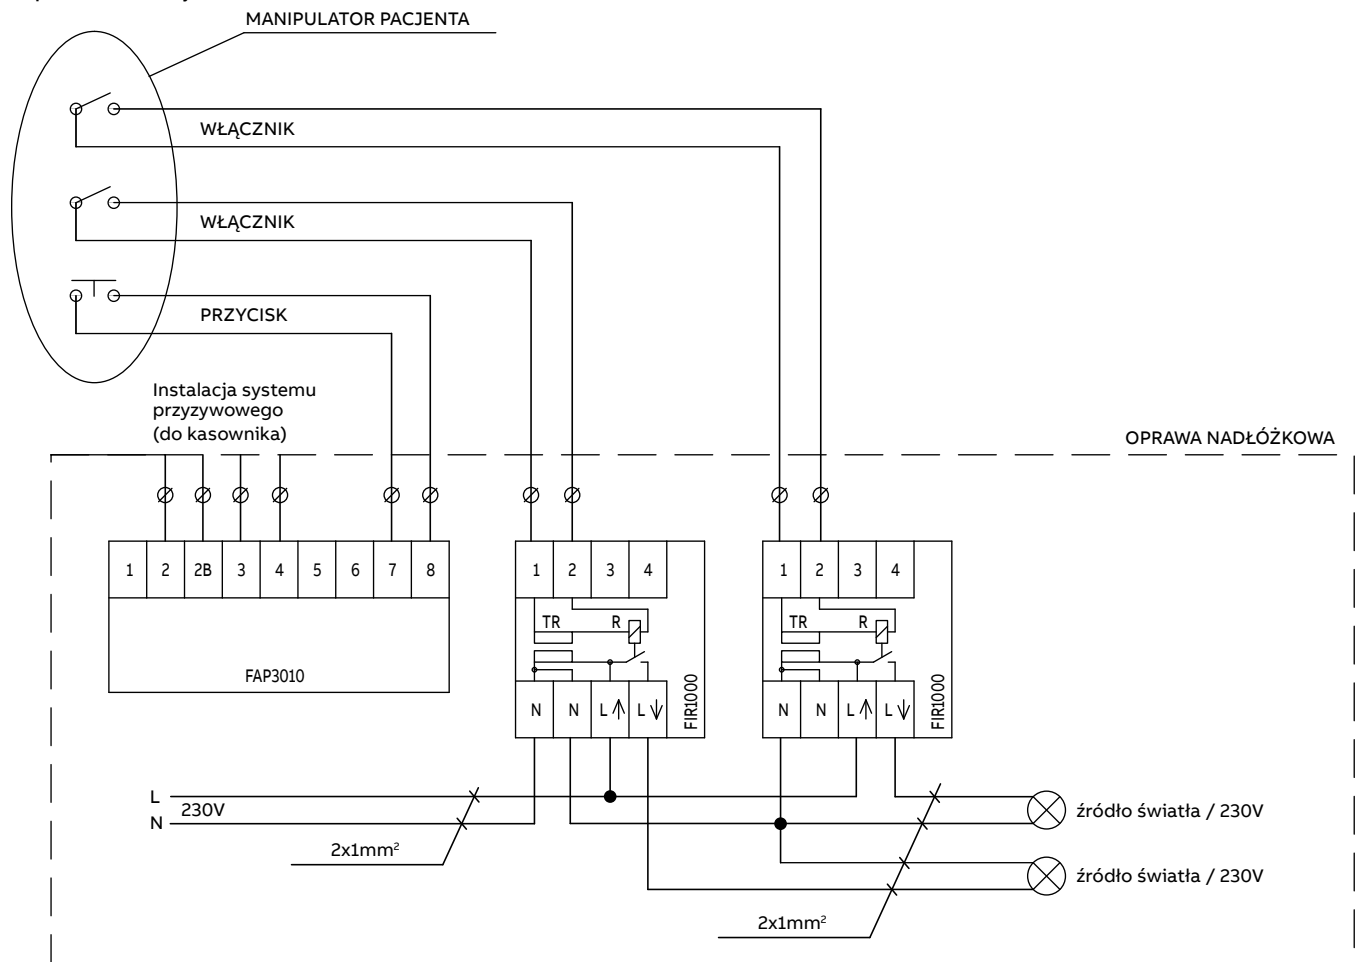 MANIPULATOR PACJENTA
WŁĄCZNIK
WŁĄCZNIK
PRZYCISK
Instalacja systemu
przyzywowego
(do kasownika)
OPRAWA NADŁÓŻKOWA
1 2 2B 3 4 5 6 7 8
FAP3010
1 2 3 4
TR R
N N L L
FIR1000
1 2 3 4
TR R
N N L L
FIR1000
L
230V
N
2x1mm²
źródło światła / 230V
źródło światła / 230V
2x1mm²